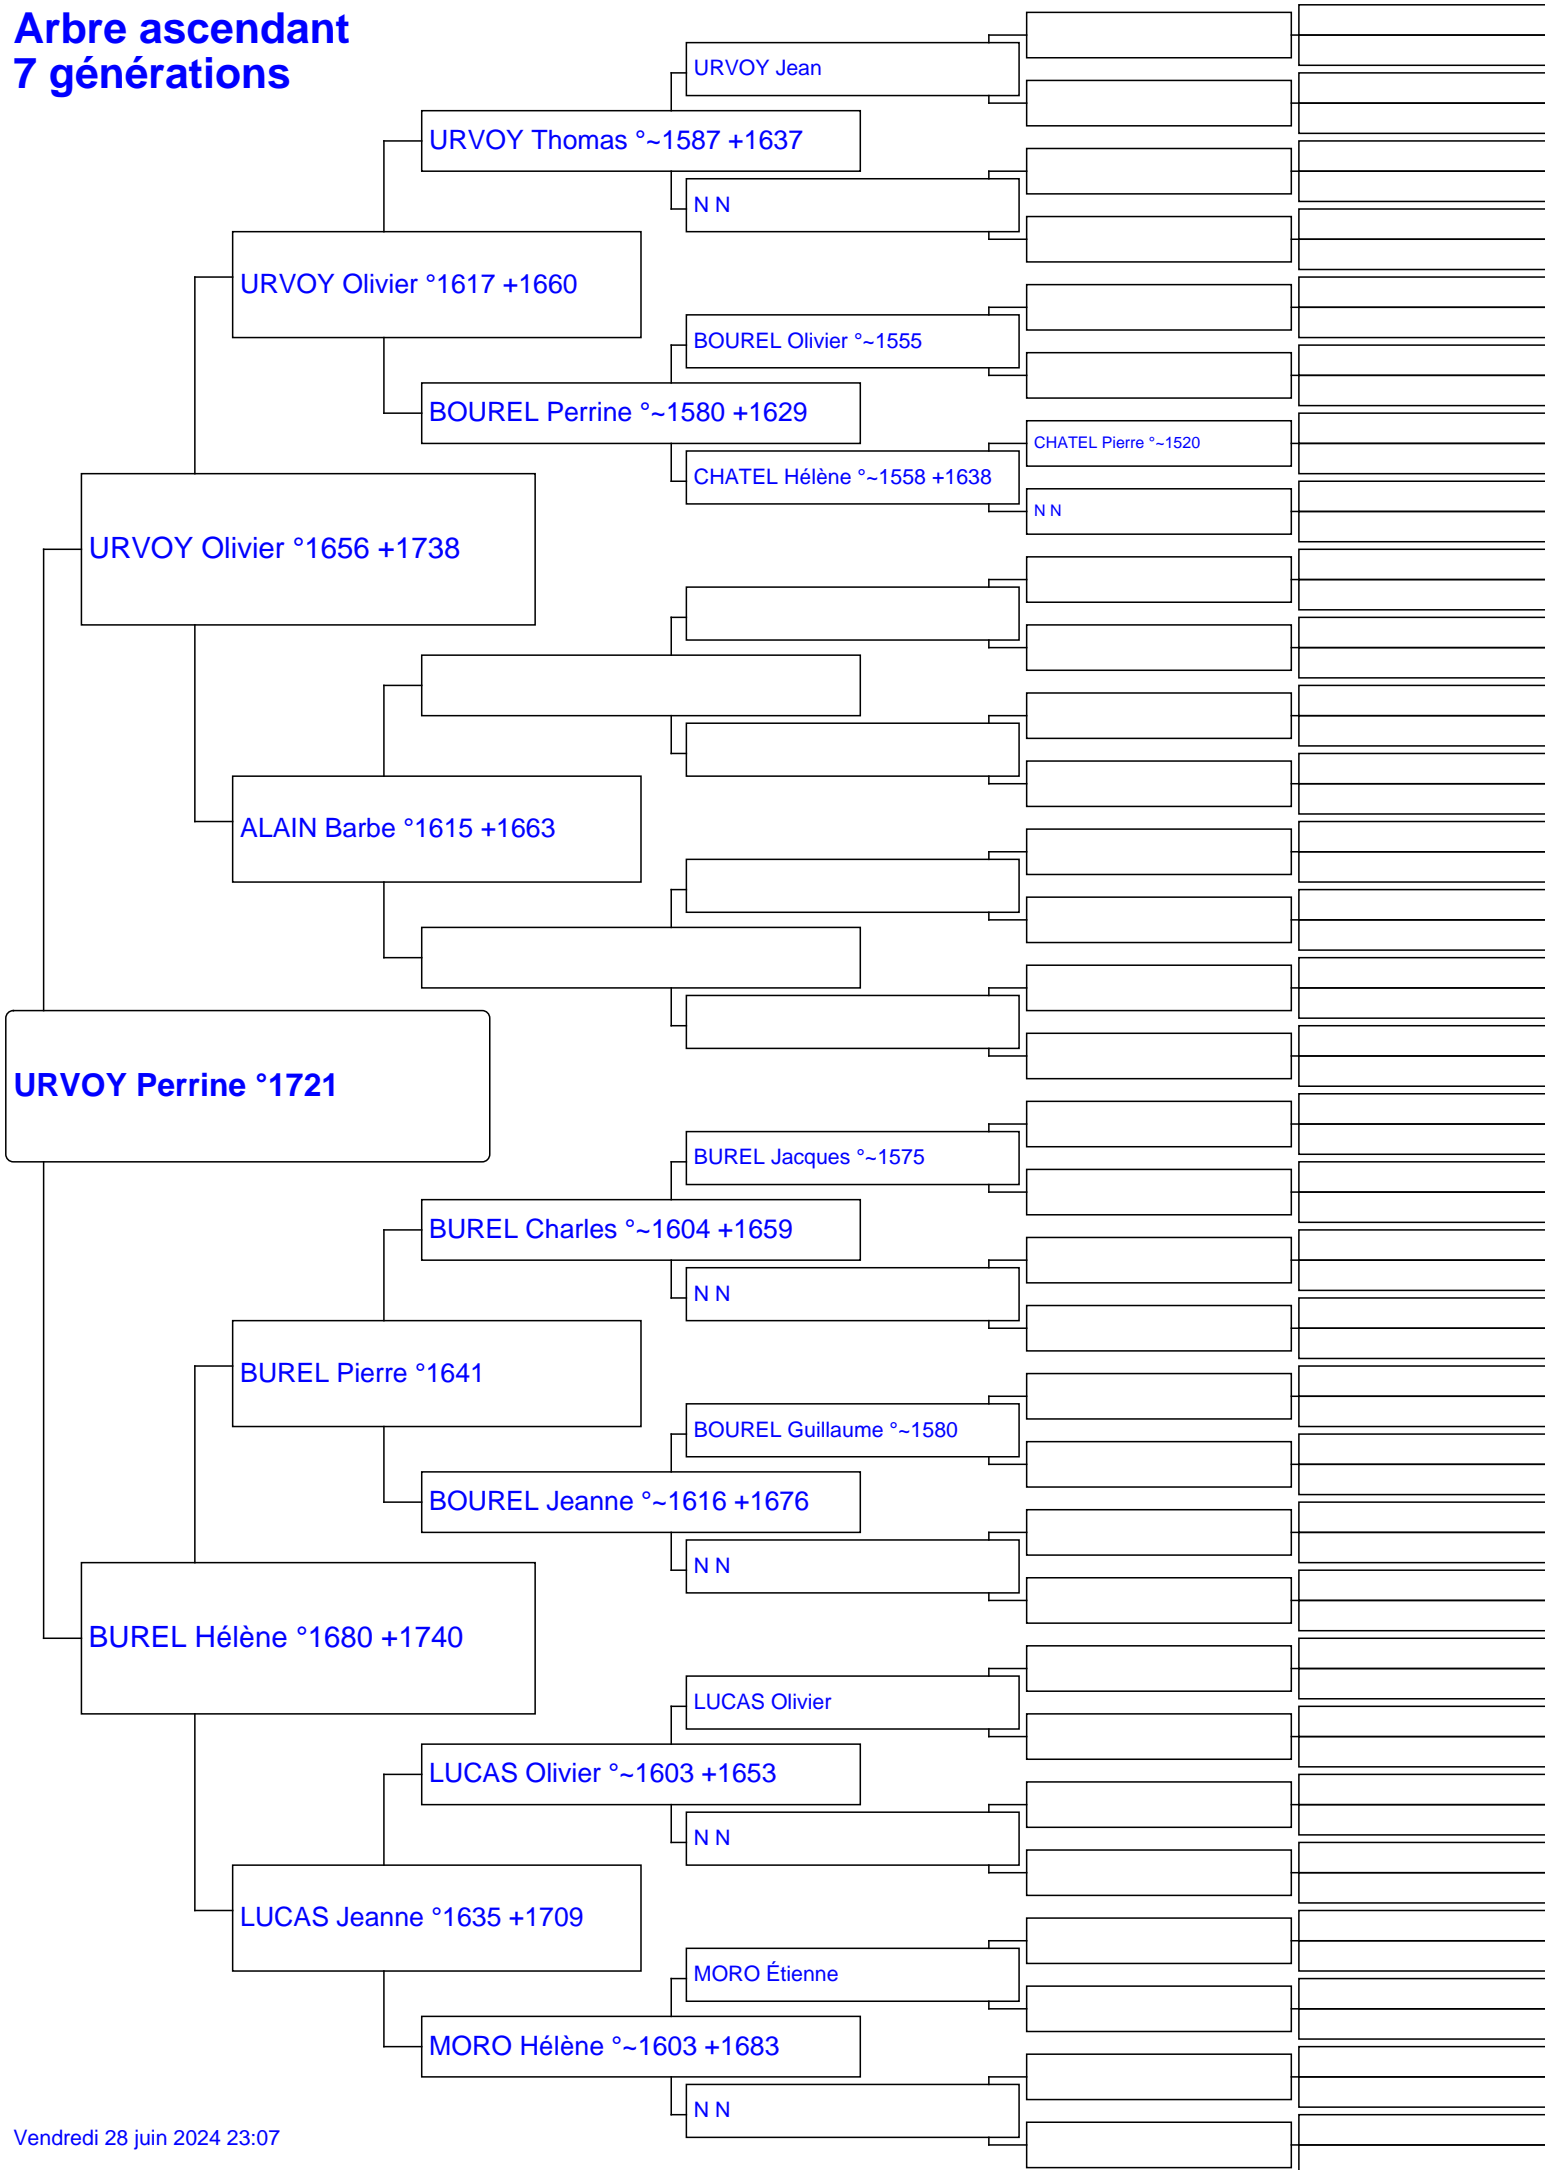 Arbre ascendant
7 générations
URVOY Jean
URVOY Thomas °~1587 +1637
N N
URVOY Olivier °1617 +1660
BOUREL Olivier °~1555
BOUREL Perrine °~1580 +1629
CHATEL Pierre °~1520
CHATEL Hélène °~1558 +1638
N N
URVOY Olivier °1656 +1738
ALAIN Barbe °1615 +1663
URVOY Perrine °1721
BUREL Jacques °~1575
BUREL Charles °~1604 +1659
N N
BUREL Pierre °1641
BOUREL Guillaume °~1580
BOUREL Jeanne °~1616 +1676
N N
BUREL Hélène °1680 +1740
LUCAS Olivier
LUCAS Olivier °~1603 +1653
N N
LUCAS Jeanne °1635 +1709
MORO Étienne
MORO Hélène °~1603 +1683
N N
Vendredi 28 juin 2024 23:07